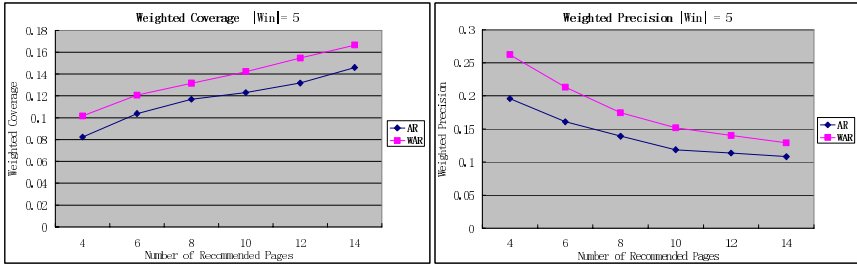 Weighted Coverage |Win|= 5
0.18
0.16
0.14
0.12
0.1
0.08
0.06
0.04
0.02
0
Weighted Coverage
4 6 8 10 12 14
Number of Recommended Pages
AR
WAR
Weighted Precision |Win| = 5
0.3
0.25
0.2
0.15
0.1
0.05
0
Weighted Precision
4 6 8 10 12 14
Number of Recommended Pages
AR
WAR